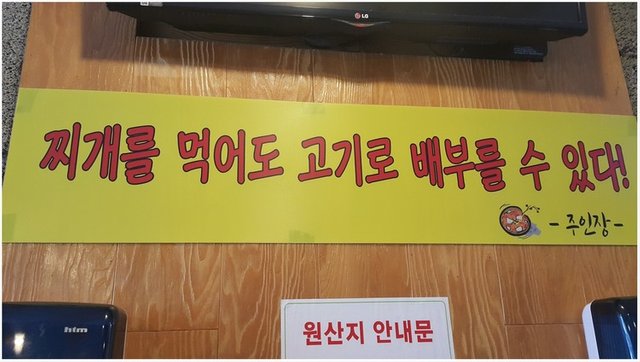 LG
찌개를 먹어도 고기로 배부를 수 있다!
- 주인장 -
htm
원산지 안내문